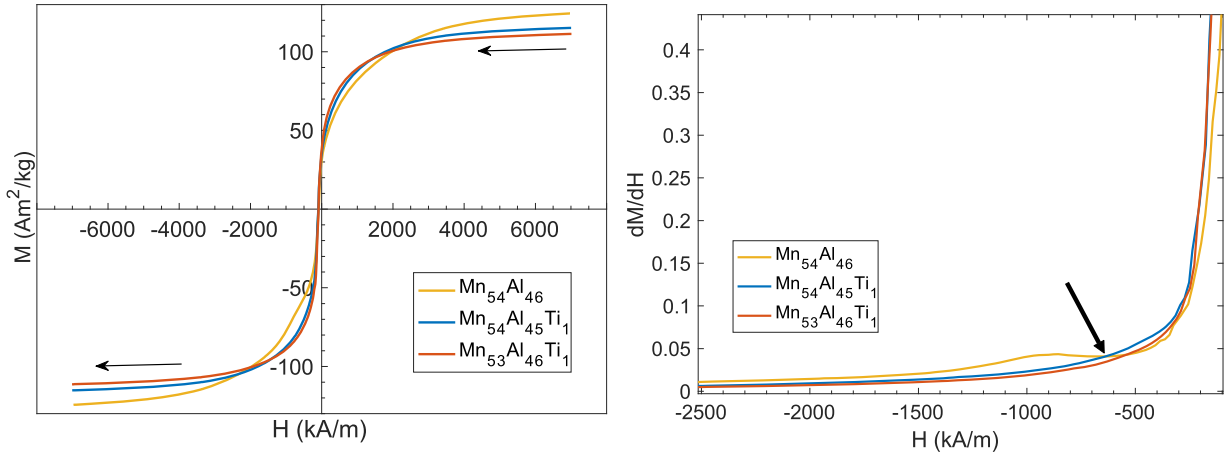 100
50
-6000 -4000 -2000 2000 4000 6000
-50
-100
M (Am²/kg)
H (kA/m)
Mn₅₄Al₄₆
Mn₅₄Al₄₅Ti₁
Mn₅₃Al₄₆Ti₁
0.4
0.35
0.3
0.25
0.2
0.15
0.1
0.05
0
dM/dH
-2500 -2000 -1500 -1000 -500
H (kA/m)
Mn₅₄Al₄₆
Mn₅₄Al₄₅Ti₁
Mn₅₃Al₄₆Ti₁